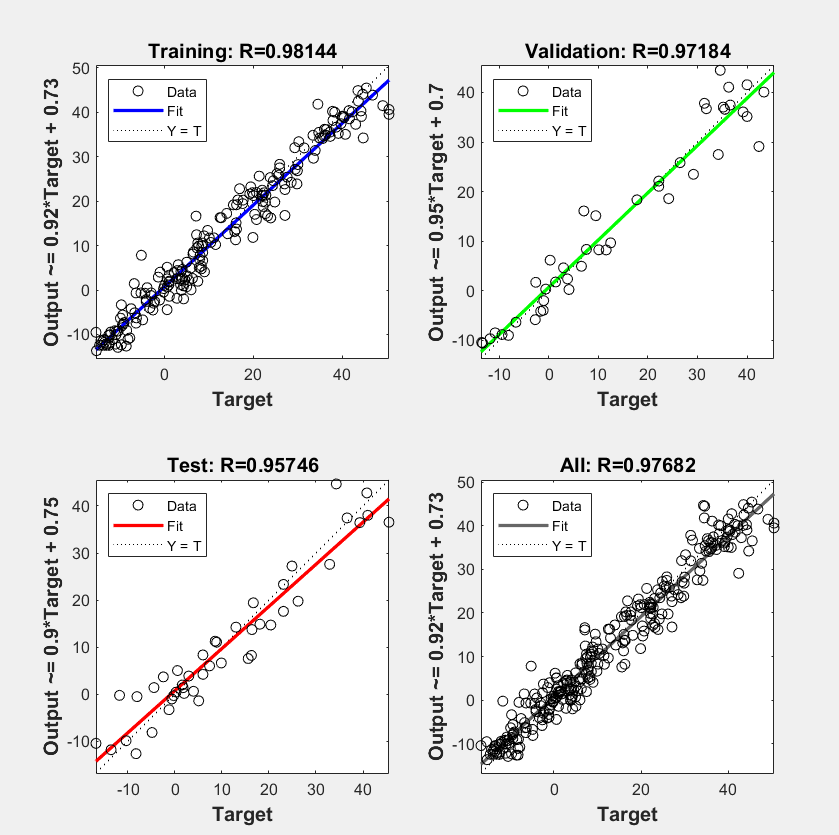 Training: R=0.98144
Output ~= 0.92*Target + 0.73
50
40
30
20
10
0
-10
Data
Fit
Y = T
0
20
40
Target
Validation: R=0.97184
Output ~= 0.95*Target + 0.7
40
30
20
10
0
-10
Data
Fit
Y = T
-10
0
10
20
30
40
Target
Test: R=0.95746
Output ~= 0.9*Target + 0.75
40
30
20
10
0
-10
Data
Fit
Y = T
-10
0
10
20
30
40
Target
All: R=0.97682
Output ~= 0.92*Target + 0.73
50
40
30
20
10
0
-10
Data
Fit
Y = T
0
20
40
Target